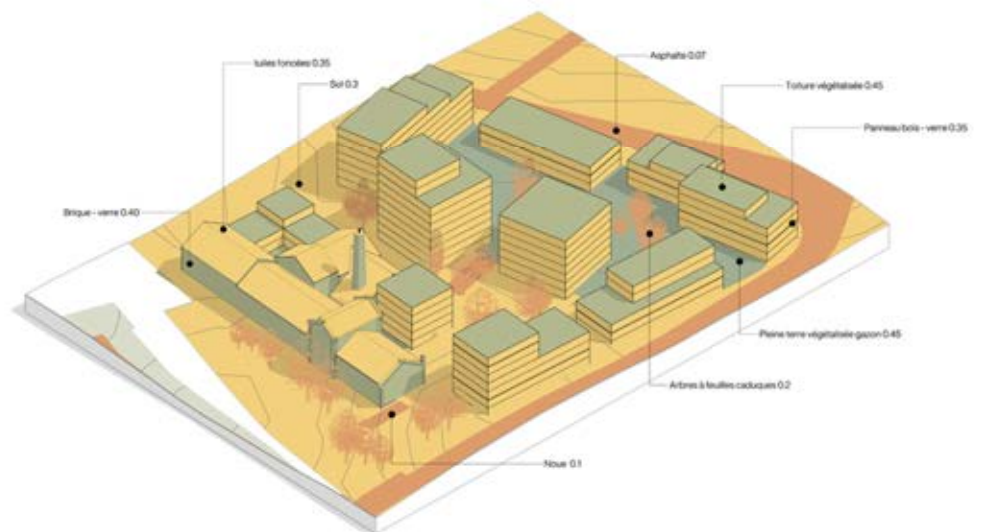 Asphalte 0.07
tuiles foncées 0.35
Sol 0.3
Toiture végétalisée 0.45
Panneau bois - verre 0.35
Brique - verre 0.40
Pleine terre végétalisée gazon 0.45
Arbres à feuilles caduques 0.2
Noue 0.1